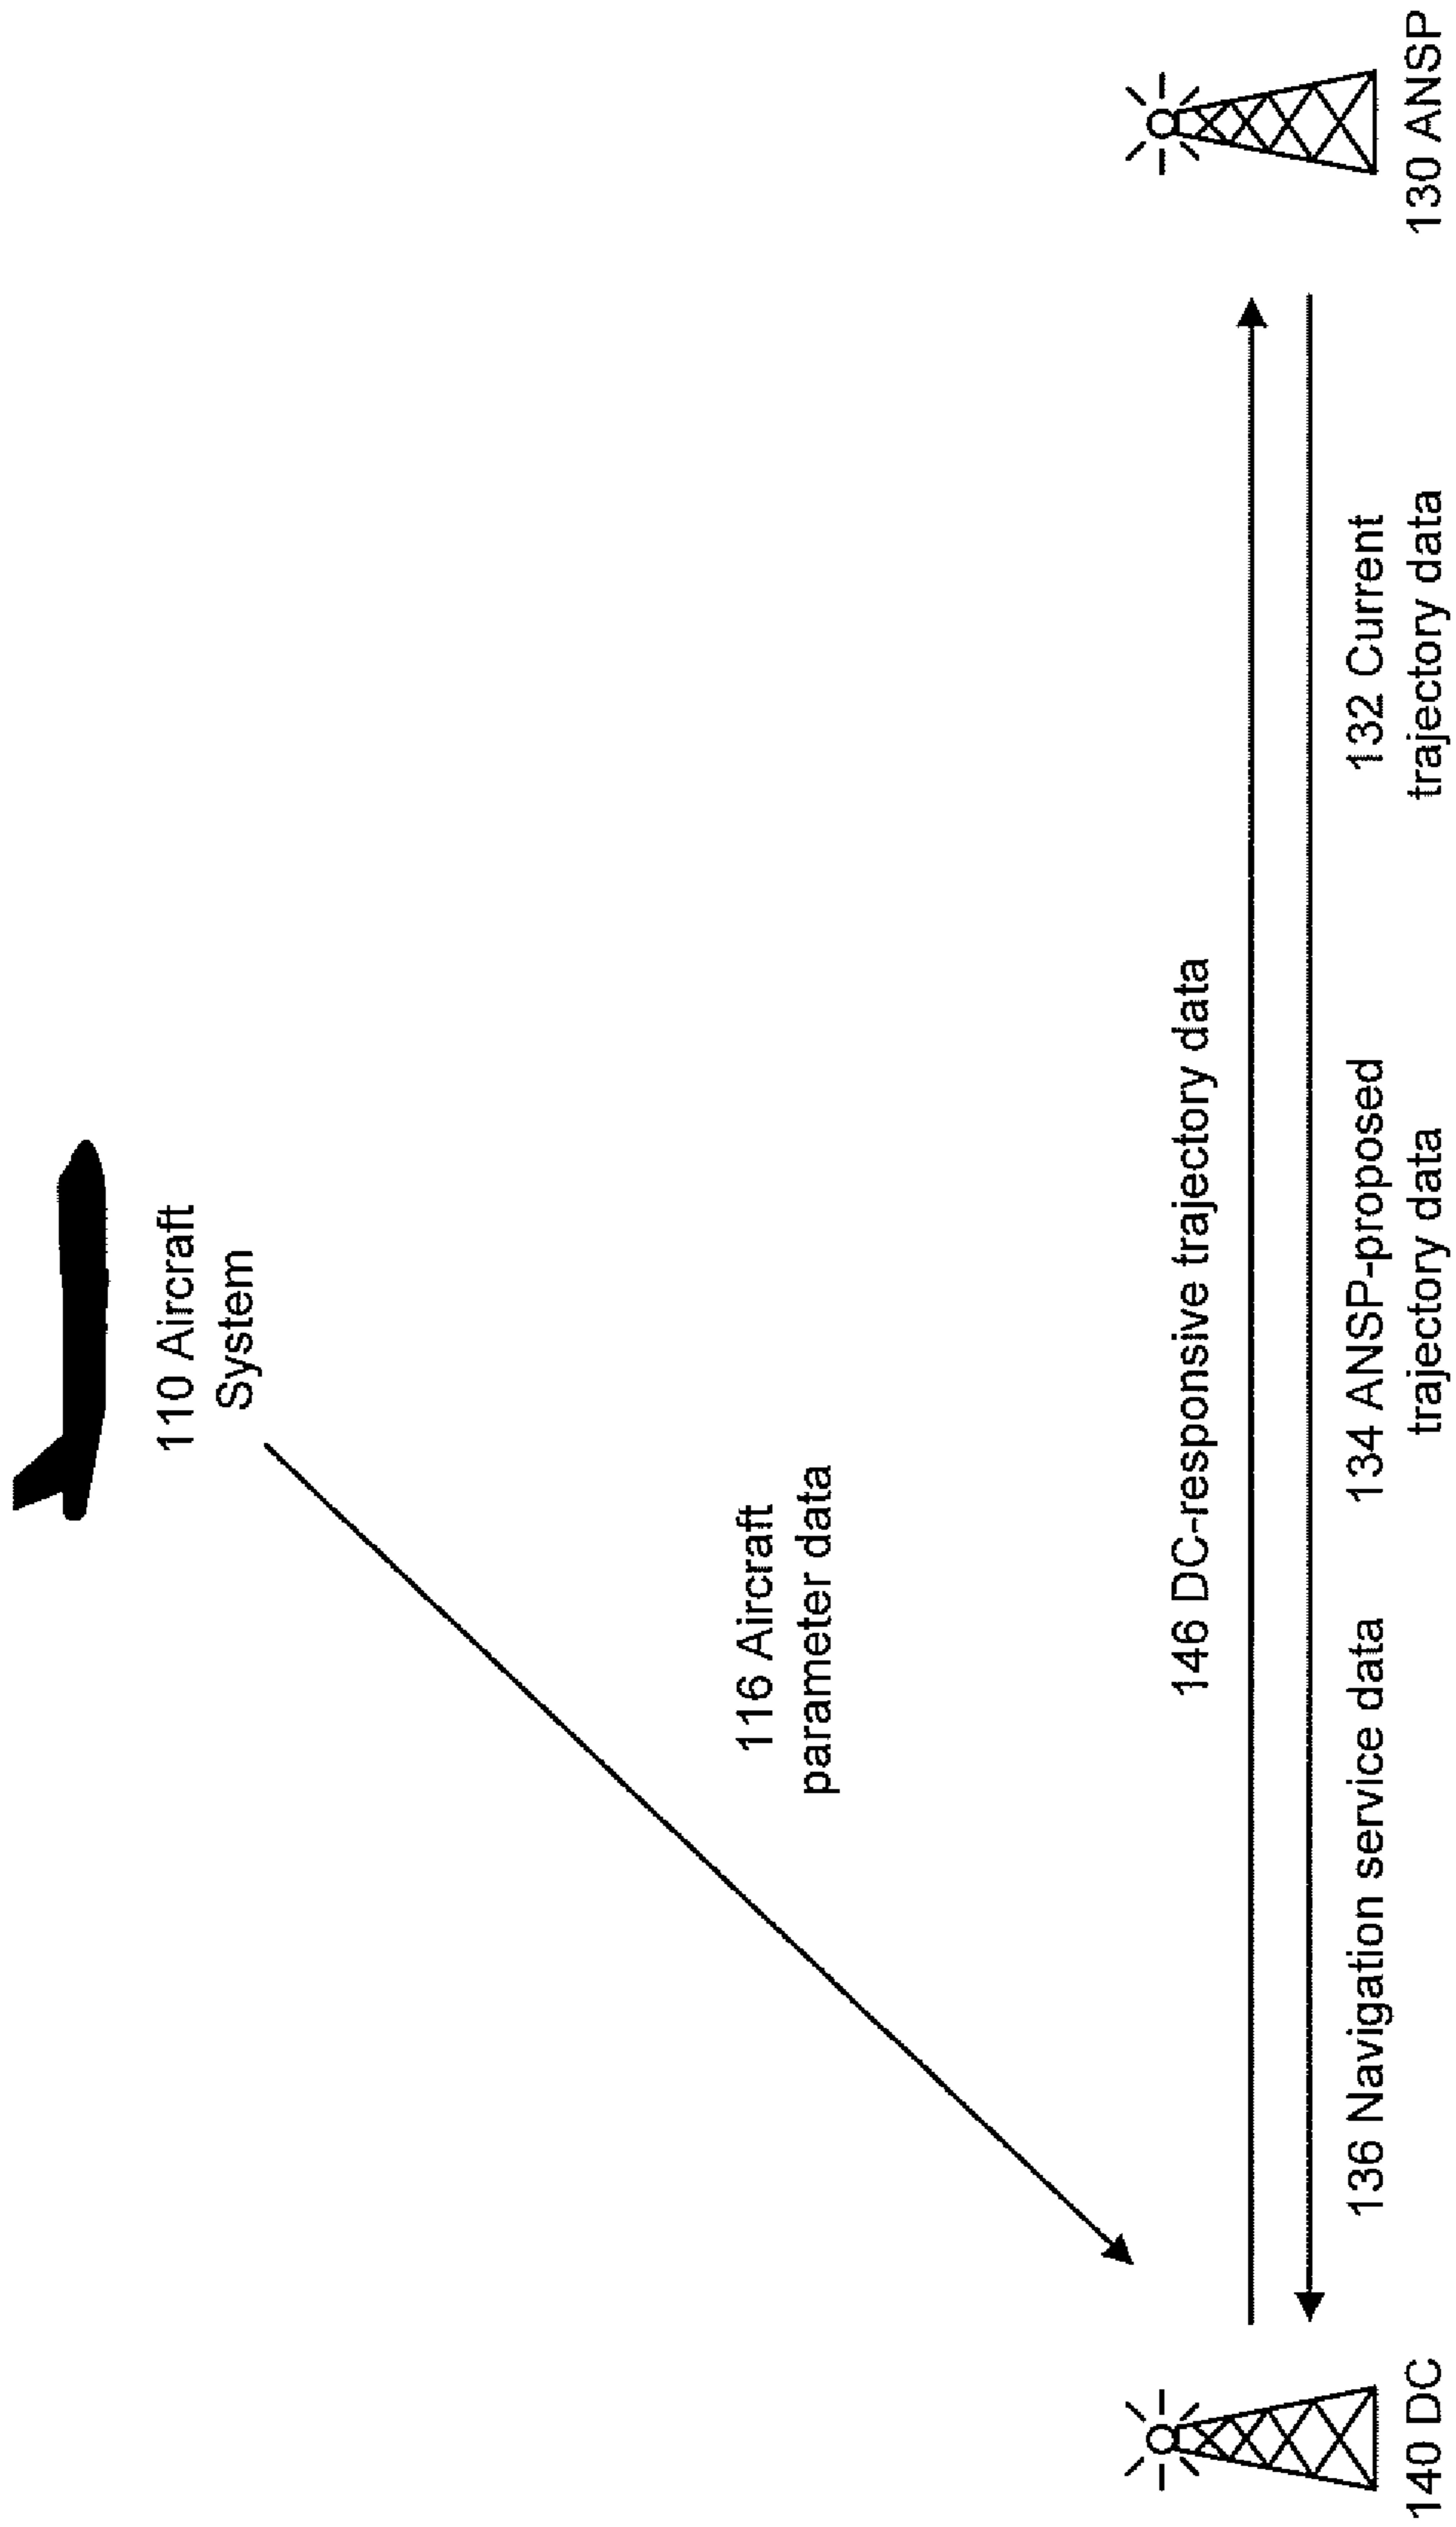 110 Aircraft
System
116 Aircraft
parameter data
146 DC-responsive trajectory data
136 Navigation service data
134 ANSP-proposed
trajectory data
132 Current
trajectory data
140 DC
130 ANSP